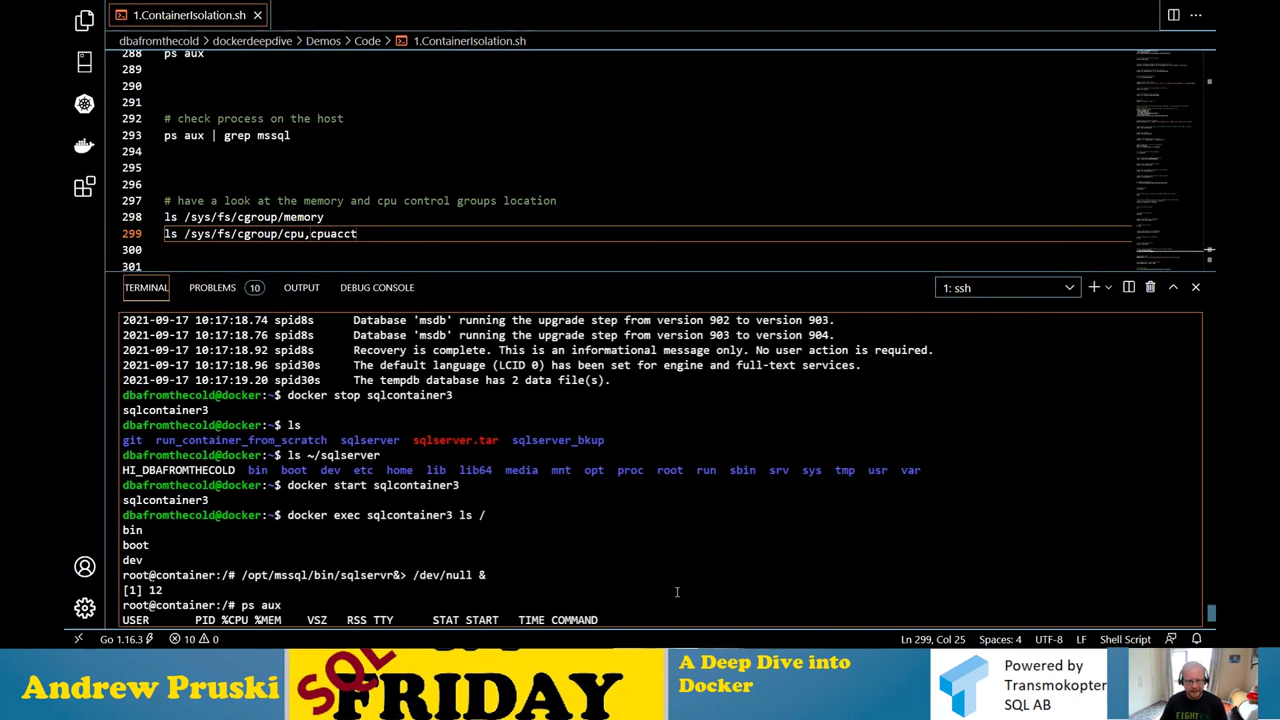 1.ContainerIsolation.sh
dbafromthecold > dockerdeepdive > Demos > Code > 1.ContainerIsolation.sh
288 ps aux
289
290
291
292 # check process on the host
293 ps aux | grep mssql
294
295
296
297 # have a look at the memory and cpu control groups location
298 ls /sys/fs/cgroup/memory
299 ls /sys/fs/cgroup/cpu,cpuacct
300
301
TERMINAL PROBLEMS 10 OUTPUT DEBUG CONSOLE 1: ssh
2021-09-17 10:17:18.74 spid8s Database 'msdb' running the upgrade step from version 902 to version 903.
2021-09-17 10:17:18.76 spid8s Database 'msdb' running the upgrade step from version 903 to version 904.
2021-09-17 10:17:18.92 spid8s Recovery is complete. This is an informational message only. No user action is required.
2021-09-17 10:17:18.96 spid30s The default language (LCID 0) has been set for engine and full-text services.
2021-09-17 10:17:19.20 spid30s The tempdb database has 2 data file(s).
dbafromthecold@docker:~$ docker stop sqlcontainer3
sqlcontainer3
dbafromthecold@docker:~$ ls
git run_container_from_scratch sqlserver sqlserver.tar sqlserver_bkup
dbafromthecold@docker:~$ ls ~/sqlserver
HI_DBAFROMTHECOLD bin boot dev etc home lib lib64 media mnt opt proc root run sbin srv sys tmp usr var
dbafromthecold@docker:~$ docker start sqlcontainer3
sqlcontainer3
dbafromthecold@docker:~$ docker exec sqlcontainer3 ls /
bin
boot
dev
root@container:/# /opt/mssql/bin/sqlservr&> /dev/null &
[1] 12
root@container:/# ps aux
USER PID %CPU %MEM VSZ RSS TTY STAT START TIME COMMAND
Go 1.16.3 10 0 Ln 299, Col 25 Spaces: 4 UTF-8 LF Shell Script
Andrew Pruski
SQL
FRIDAY
A Deep Dive into
Docker
Powered by
Transmokopter
SQL AB